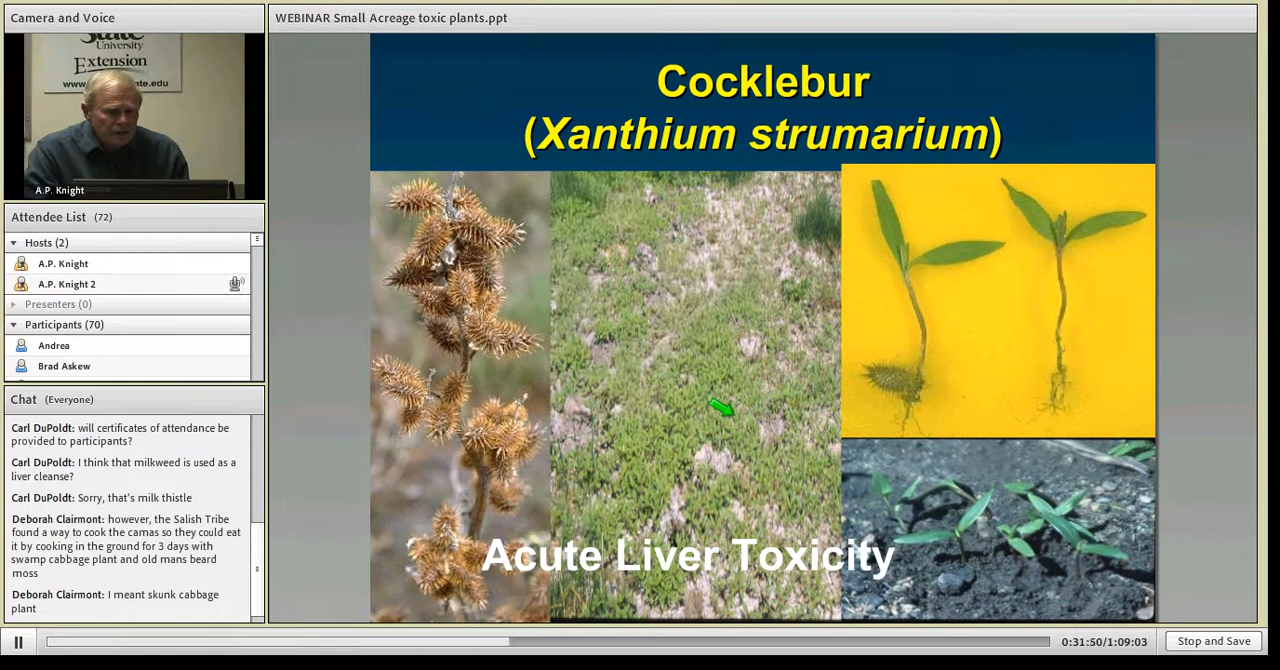 Camera and Voice
State
University
Extension
A.P. Knight
Attendee List (72)
Hosts (2)
A.P. Knight
A.P. Knight 2
Presenters (0)
Participants (70)
Andrea
Brad Askew
Chat (Everyone)
Carl DuPoldt: will certificates of attendance be
provided to participants?
Carl DuPoldt: I think that milkweed is used as a
liver cleanse?
Carl DuPoldt: Sorry, that's milk thistle
Deborah Clairmont: however, the Salish Tribe
found a way to cook the camas so they could eat
it by cooking in the ground for 3 days with
swamp cabbage plant and old mans beard
moss
Deborah Clairmont: I meant skunk cabbage
plant
WEBINAR Small Acreage toxic plants.ppt
Cocklebur
(Xanthium strumarium)
Acute Liver Toxicity
0:31:50/1:09:03
Stop and Save